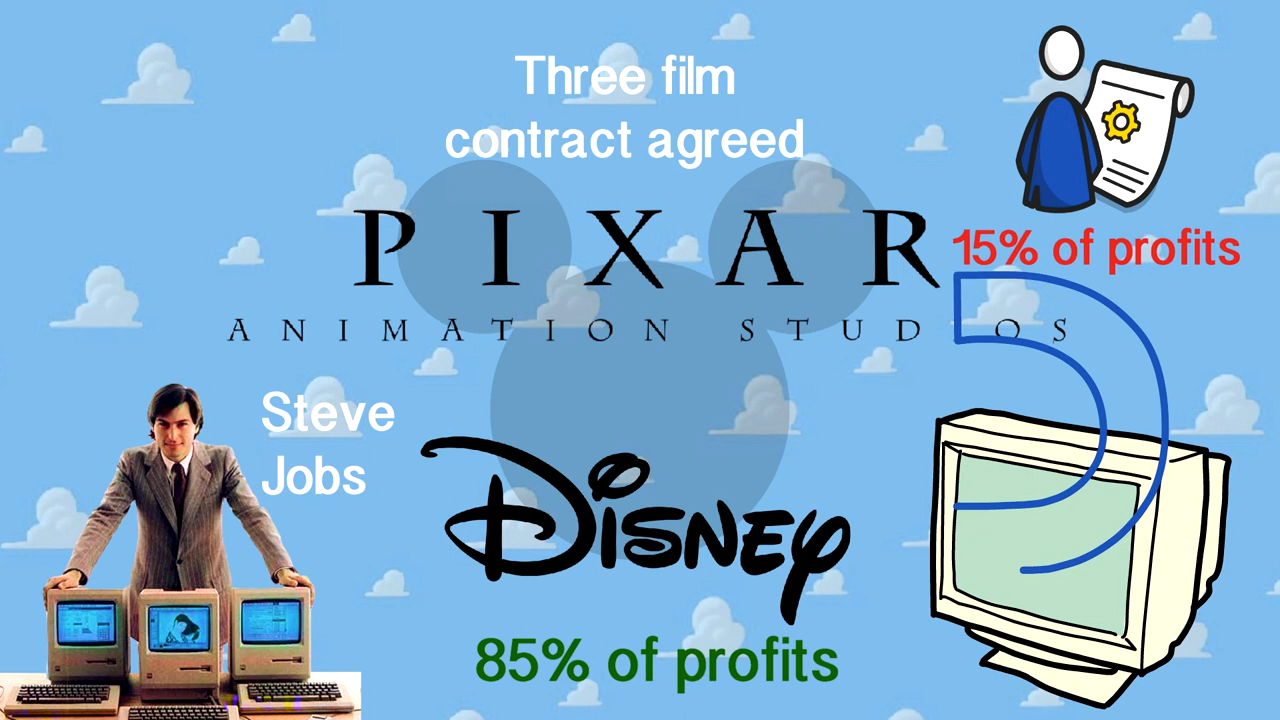 Three film
contract agreed
PIXAR
15% of profits
ANIMATION STUDIOS
Steve
Jobs
DISNEY
85% of profits